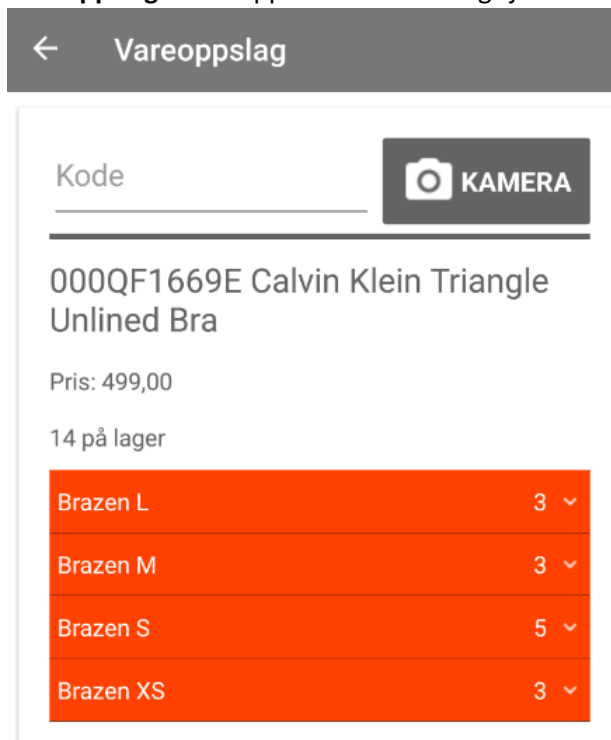 Vareoppslag
Kode
KAMERA
000QF1669E Calvin Klein Triangle
Unlined Bra
Pris: 499,00
14 på lager
Brazen L 3
Brazen M 3
Brazen S 5
Brazen XS 3